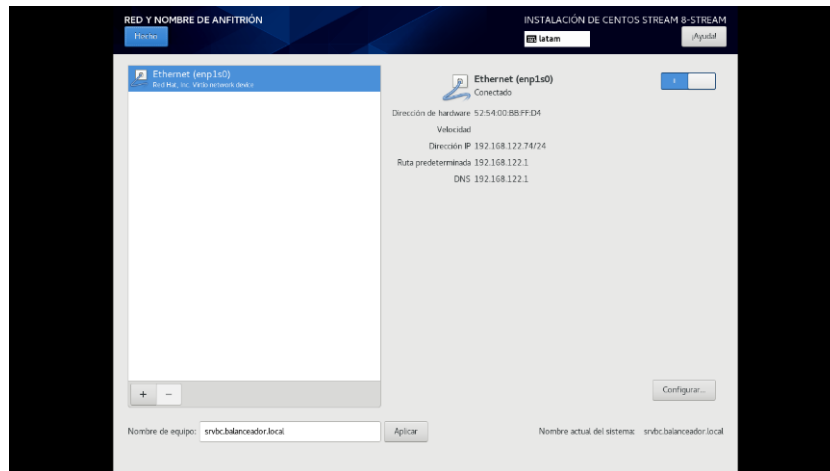 RED Y NOMBRE DE ANFITRIÓN
INSTALACIÓN DE CENTOS STREAM 8-STREAM
Hecho
latam
¡Ayuda!
Ethernet (enp1s0)
Red Hat, Inc. Virtio network device
Ethernet (enp1s0)
Conectado
Dirección de hardware 52:54:00:BB:FF:D4
Velocidad
Dirección IP 192.168.122.74/24
Ruta predeterminada 192.168.122.1
DNS 192.168.122.1
+ −
Configurar...
Nombre de equipo: srvbc.balanceador.local Aplicar Nombre actual del sistema: srvbc.balanceador.local